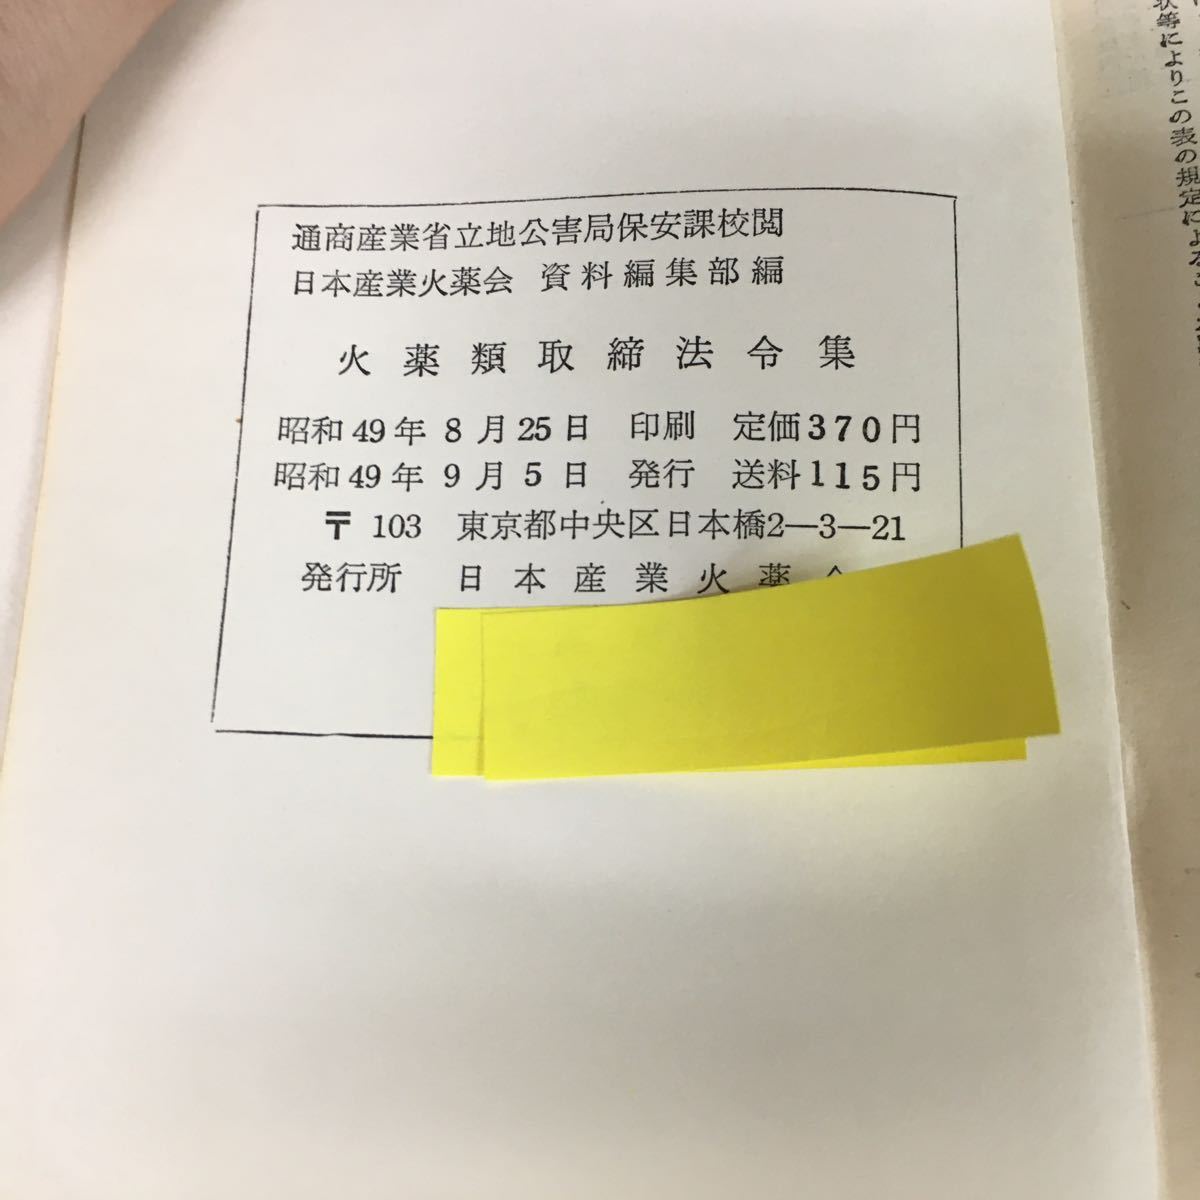 通商産業省立地公害局保安課校閲
日本産業火薬会 資料編集部編
火薬類取締法令集
昭和49年8月25日 印刷 定価370円
昭和49年9月5日 発行 送料115円
〒103 東京都中央区日本橋2―3―21
発行所 日本産業火薬会
状等によりこの表の規定による